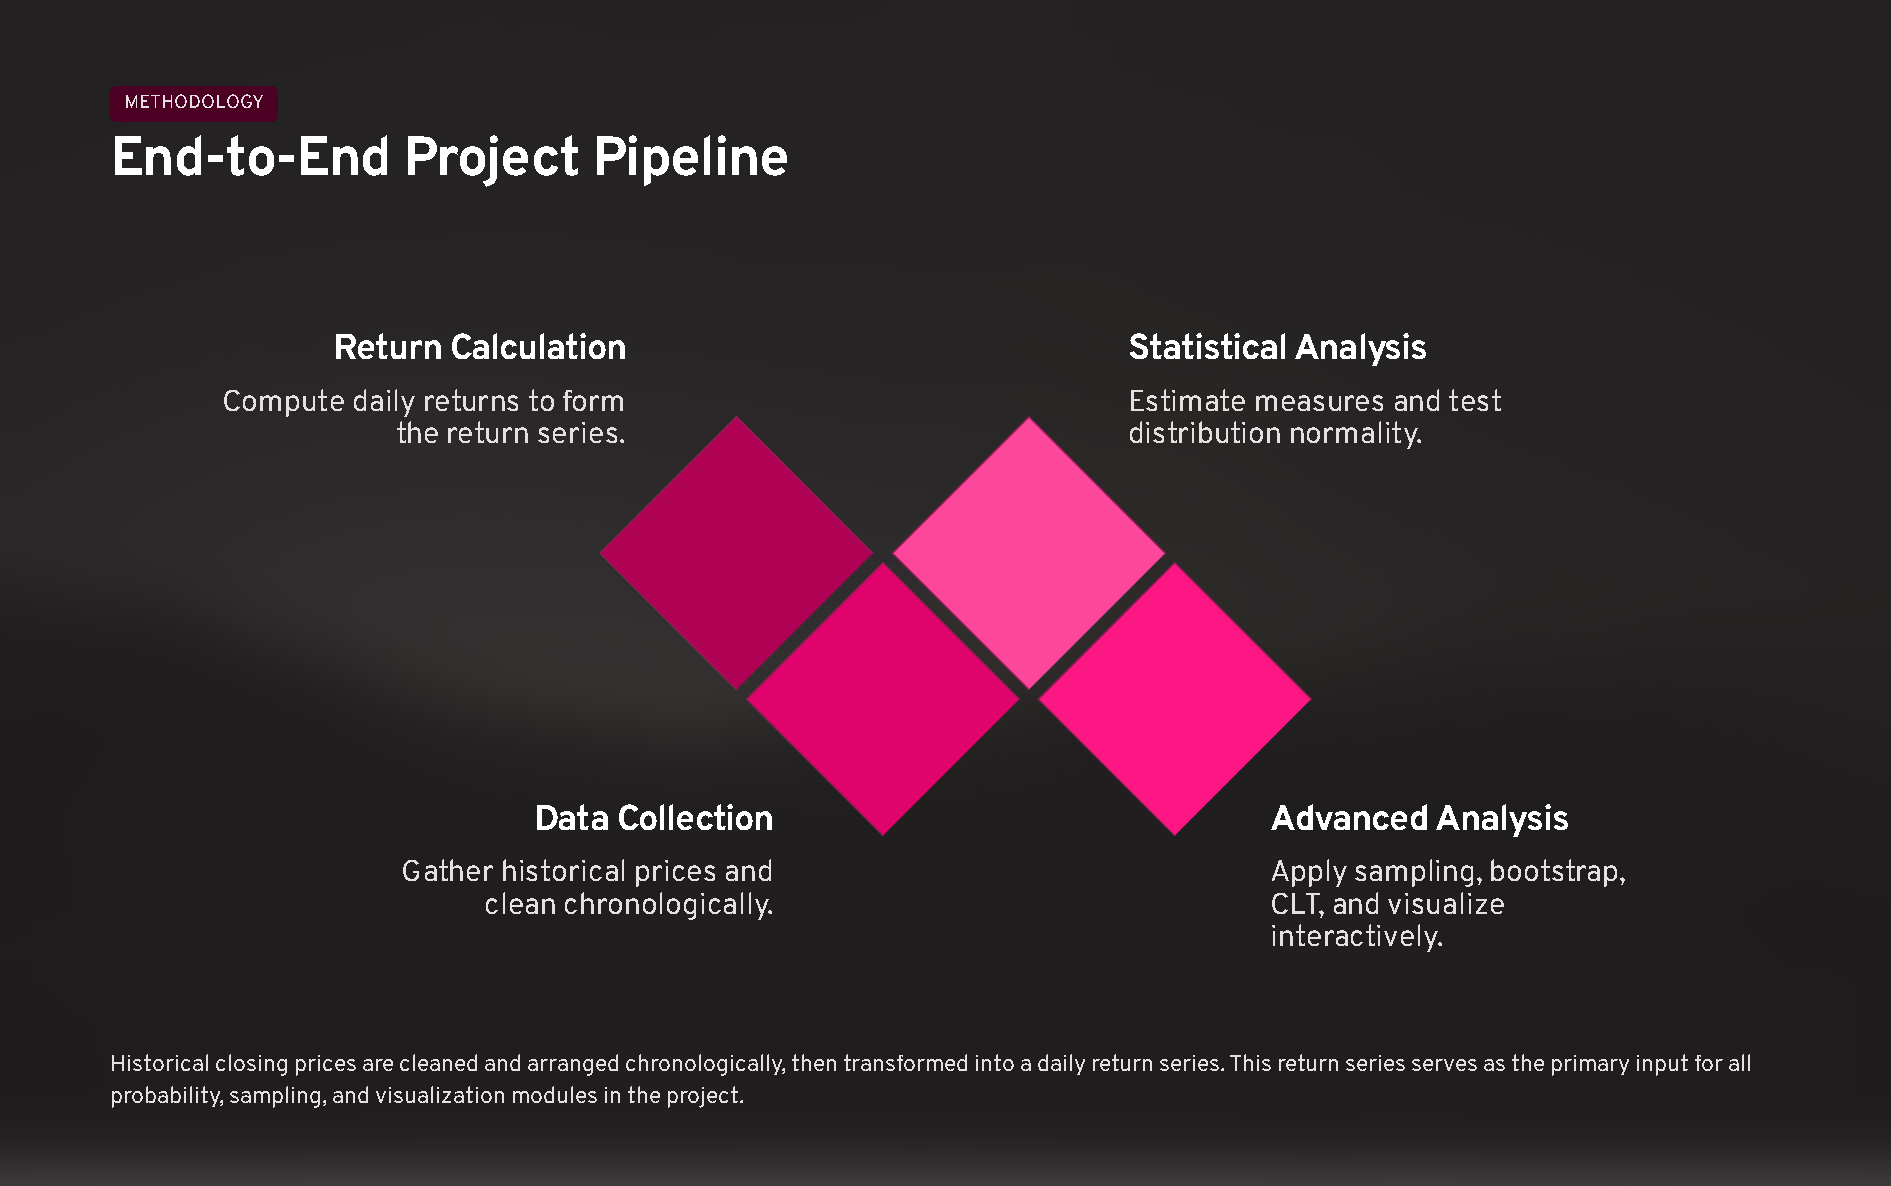 METHODOLOGY
End-to-End Project Pipeline
Return Calculation
Compute daily returns to form
the return series.
Statistical Analysis
Estimate measures and test
distribution normality.
Data Collection
Gather historical prices and
clean chronologically.
Advanced Analysis
Apply sampling, bootstrap,
CLT, and visualize
interactively.
Historical closing prices are cleaned and arranged chronologically, then transformed into a daily return series. This return series serves as the primary input for all
probability, sampling, and visualization modules in the project.